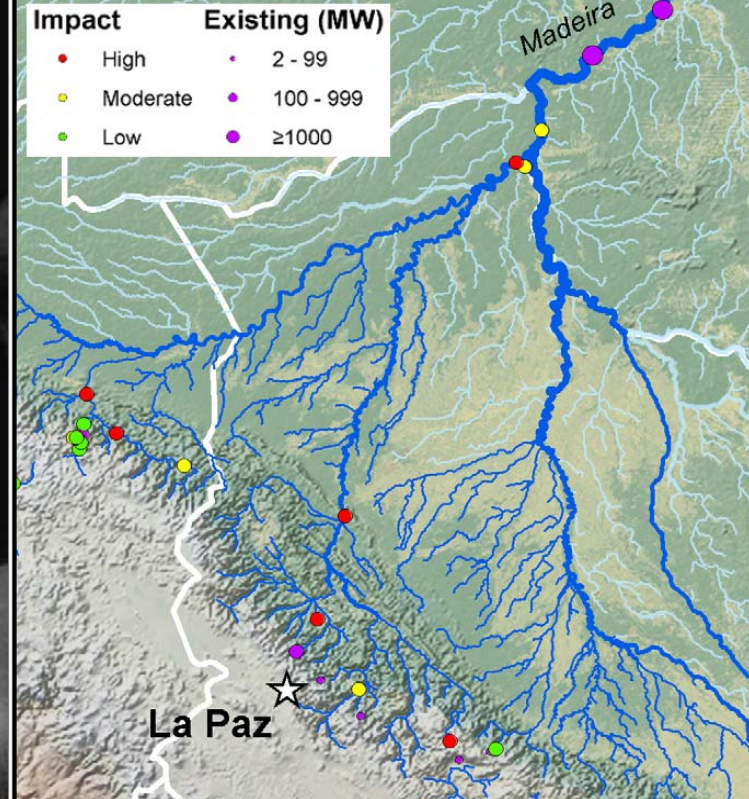 Impact Existing (MW)
High 2 - 99
Moderate 100 - 999
Low ≥1000
Madeira
La Paz